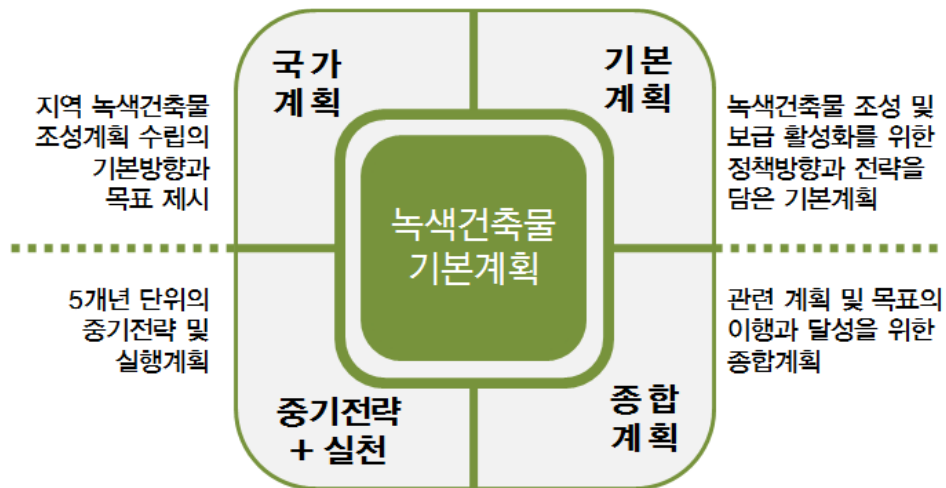 국가
계획
기본
계획
지역 녹색건축물
조성계획 수립의
기본방향과
목표 제시
녹색건축물 조성 및
보급 활성화를 위한
정책방향과 전략을
담은 기본계획
녹색건축물
기본계획
5개년 단위의
중기전략 및
실행계획
관련 계획 및 목표의
이행과 달성을 위한
종합계획
중기전략
+ 실천
종합
계획